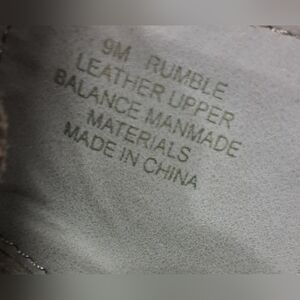 9M RUMBLE
LEATHER UPPER
BALANCE MANMADE
MATERIALS
MADE IN CHINA